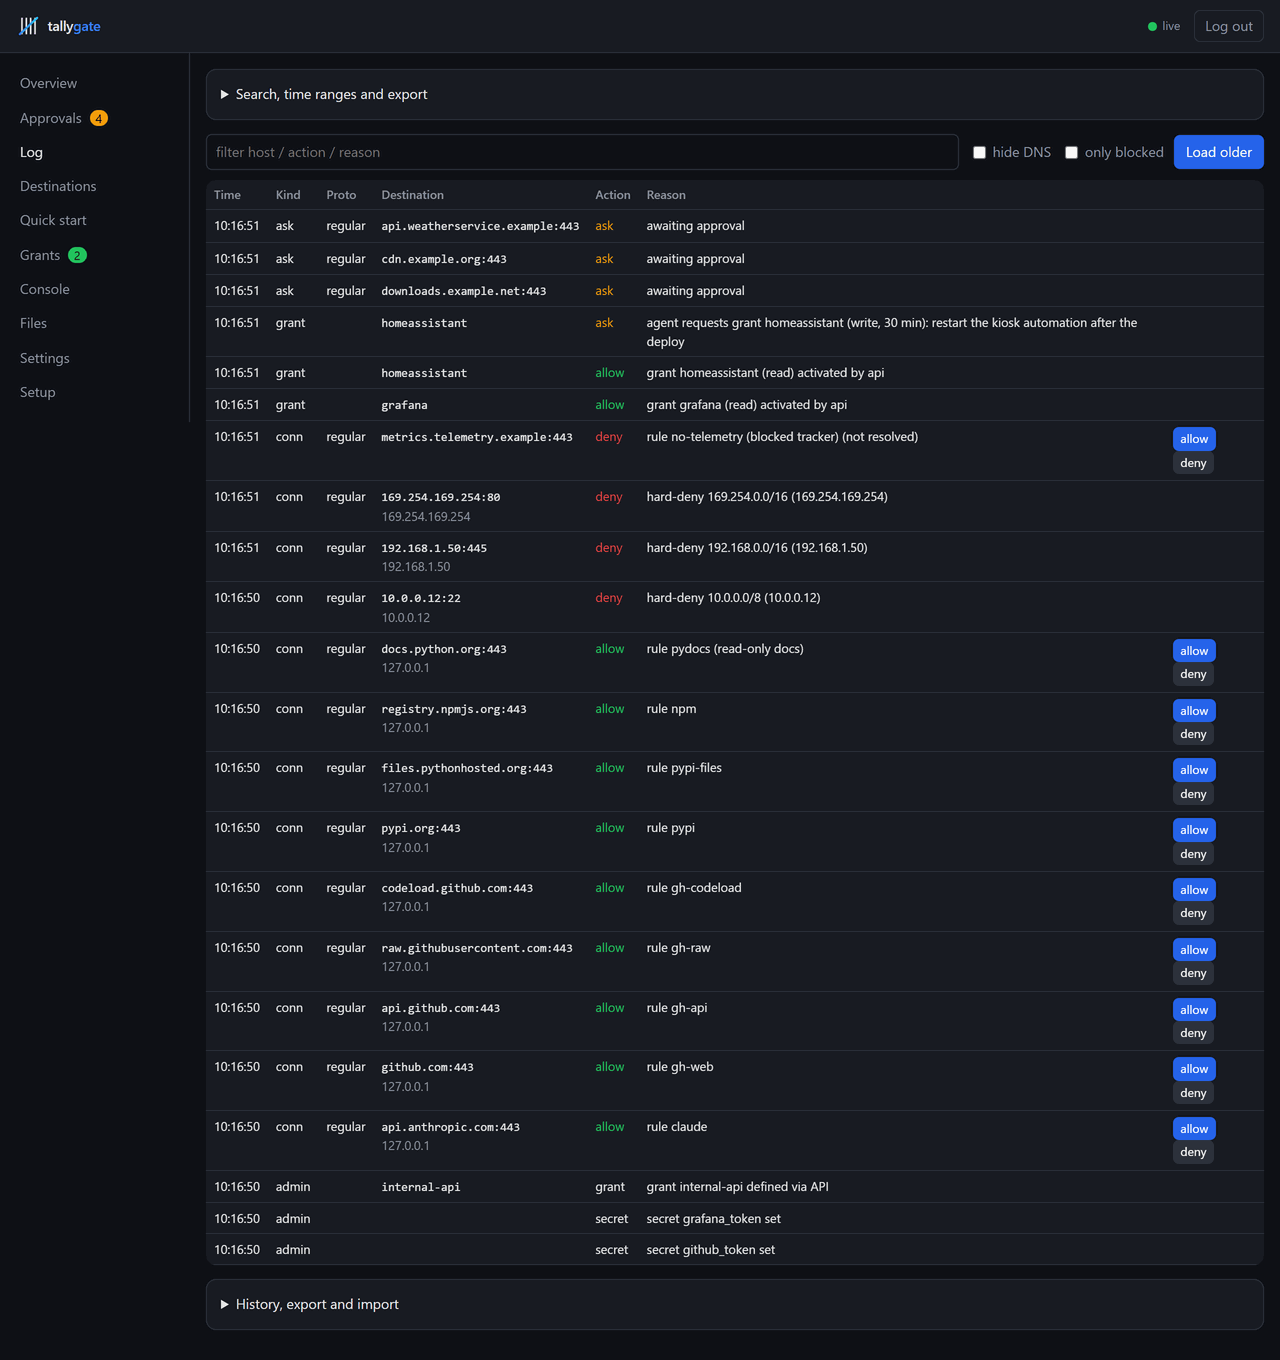 tallygate
live
Log out
Overview
Approvals 4
Log
Destinations
Quick start
Grants 2
Console
Files
Settings
Setup
▶ Search, time ranges and export
filter host / action / reason
hide DNS
only blocked
Load older
Time Kind Proto Destination Action Reason
10:16:51 ask regular api.weatherservice.example:443 ask awaiting approval
10:16:51 ask regular cdn.example.org:443 ask awaiting approval
10:16:51 ask regular downloads.example.net:443 ask awaiting approval
10:16:51 grant homeassistant ask agent requests grant homeassistant (write, 30 min): restart the kiosk automation after the
deploy
10:16:51 grant homeassistant allow grant homeassistant (read) activated by api
10:16:51 grant grafana allow grant grafana (read) activated by api
10:16:51 conn regular metrics.telemetry.example:443 deny rule no-telemetry (blocked tracker) (not resolved) allow
deny
10:16:51 conn regular 169.254.169.254:80 deny hard-deny 169.254.0.0/16 (169.254.169.254)
169.254.169.254
10:16:51 conn regular 192.168.1.50:445 deny hard-deny 192.168.0.0/16 (192.168.1.50)
192.168.1.50
10:16:50 conn regular 10.0.0.12:22 deny hard-deny 10.0.0.0/8 (10.0.0.12)
10.0.0.12
10:16:50 conn regular docs.python.org:443 allow rule pydocs (read-only docs) allow
127.0.0.1 deny
10:16:50 conn regular registry.npmjs.org:443 allow rule npm allow
127.0.0.1 deny
10:16:50 conn regular files.pythonhosted.org:443 allow rule pypi-files allow
127.0.0.1 deny
10:16:50 conn regular pypi.org:443 allow rule pypi allow
127.0.0.1 deny
10:16:50 conn regular codeload.github.com:443 allow rule gh-codeload allow
127.0.0.1 deny
10:16:50 conn regular raw.githubusercontent.com:443 allow rule gh-raw allow
127.0.0.1 deny
10:16:50 conn regular api.github.com:443 allow rule gh-api allow
127.0.0.1 deny
10:16:50 conn regular github.com:443 allow rule gh-web allow
127.0.0.1 deny
10:16:50 conn regular api.anthropic.com:443 allow rule claude allow
127.0.0.1 deny
10:16:50 admin internal-api grant grant internal-api defined via API
10:16:50 admin secret secret grafana_token set
10:16:50 admin secret secret github_token set
▶ History, export and import